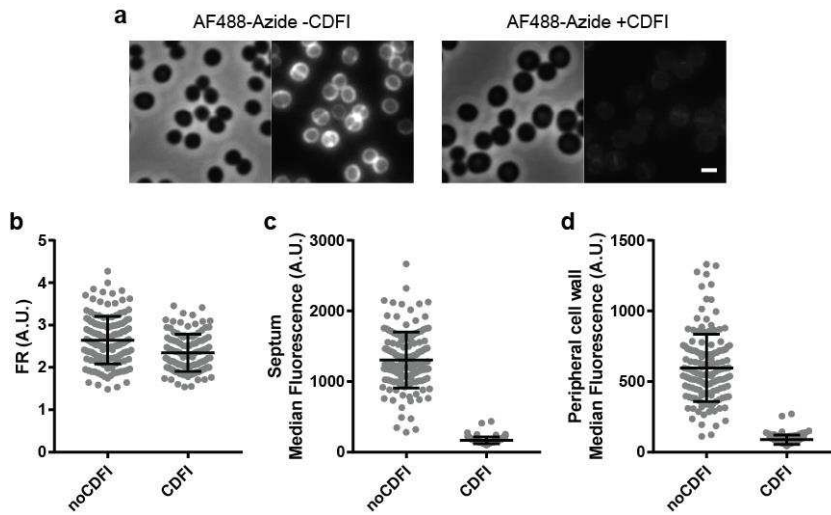 a
AF488-Azide -CDFI
AF488-Azide +CDFI
b
FR (A.U.)
5
4
3
2
1
0
noCDFI
CDFI
c
Septum
Median Fluorescence (A.U.)
3000
2000
1000
0
noCDFI
CDFI
d
Peripheral cell wall
Median Fluorescence (A.U.)
1500
1000
500
0
noCDFI
CDFI